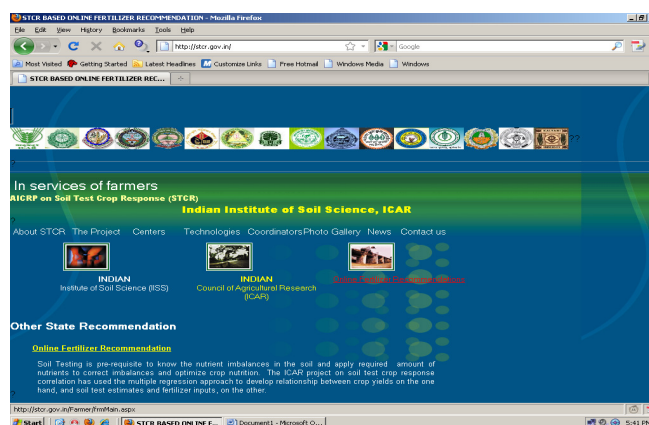 STCR BASED ONLINE FERTILIZER RECOMMENDATION - Mozilla Firefox
File Edit View History Bookmarks Tools Help
http://stcr.gov.in/
Google
Most Visited Getting Started Latest Headlines Customize Links Free Hotmail Windows Media Windows
STCR BASED ONLINE FERTILIZER REC...
??
?
In services of farmers
AICRP on Soil Test Crop Response (STCR)
Indian Institute of Soil Science, ICAR
?
About STCR The Project Centers Technologies Coordinators Photo Gallery News Contact us
INDIAN
Institute of Soil Science (IISS)
INDIAN
Council of Agricultural Research
(ICAR)
Online Fertilizer Recommendation
Other State Recommendation
Online Fertilizer Recommendation
Soil Testing is pre-requisite to know the nutrient imbalances in the soil and apply required amount of
nutrients to correct imbalances and optimize crop nutrition. The ICAR project on soil test crop response
correlation has used the multiple regression approach to develop relationship between crop yields on the one
hand, and soil test estimates and fertilizer inputs, on the other.
?
http://stcr.gov.in/Farmer/frmMain.aspx
Start
STCR BASED ONLINE F...
Document1 - Microsoft O...
5:41 PM